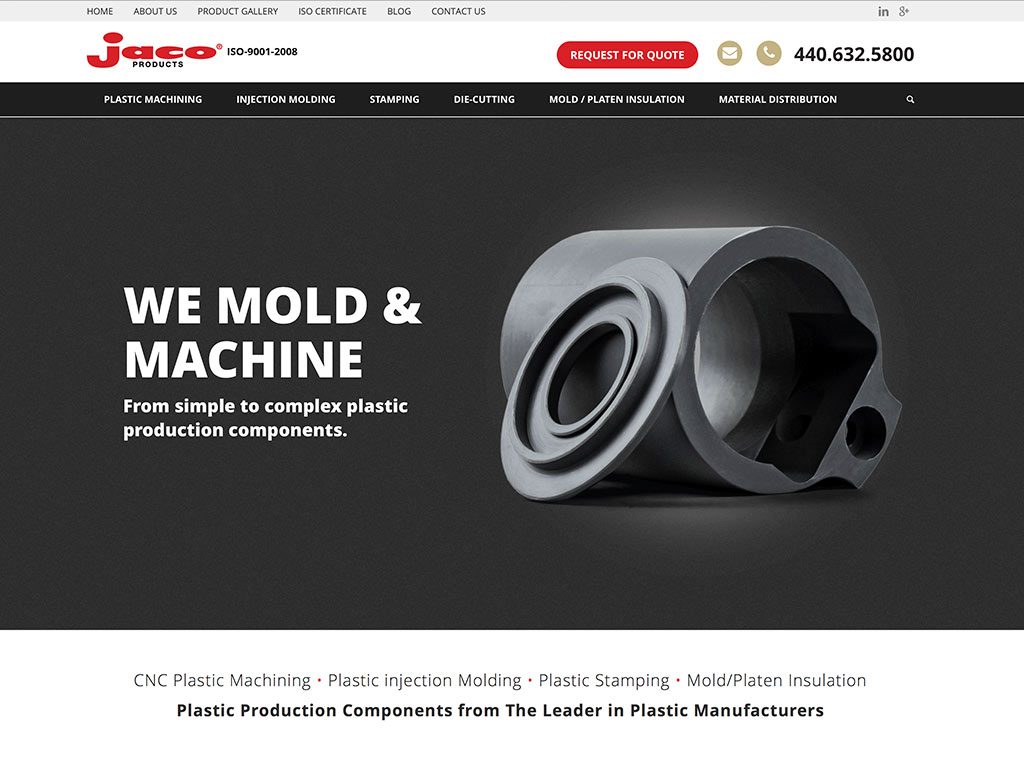 HOME ABOUT US PRODUCT GALLERY ISO CERTIFICATE BLOG CONTACT US in g+
jaco® ISO-9001-2008
PRODUCTS
REQUEST FOR QUOTE 440.632.5800
PLASTIC MACHINING INJECTION MOLDING STAMPING DIE-CUTTING MOLD / PLATEN INSULATION MATERIAL DISTRIBUTION
WE MOLD &
MACHINE
From simple to complex plastic
production components.
CNC Plastic Machining • Plastic injection Molding • Plastic Stamping • Mold/Platen Insulation
Plastic Production Components from The Leader in Plastic Manufacturers